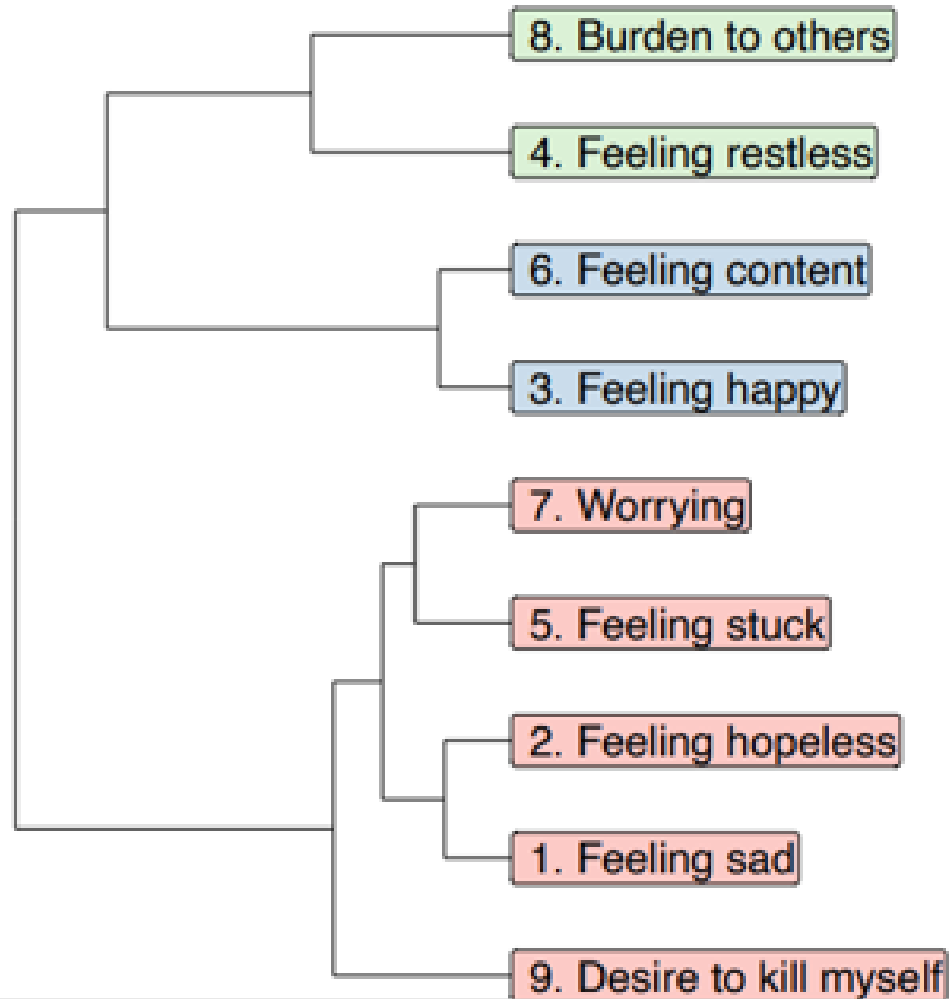 8. Burden to others
4. Feeling restless
6. Feeling content
3. Feeling happy
7. Worrying
5. Feeling stuck
2. Feeling hopeless
1. Feeling sad
9. Desire to kill myself